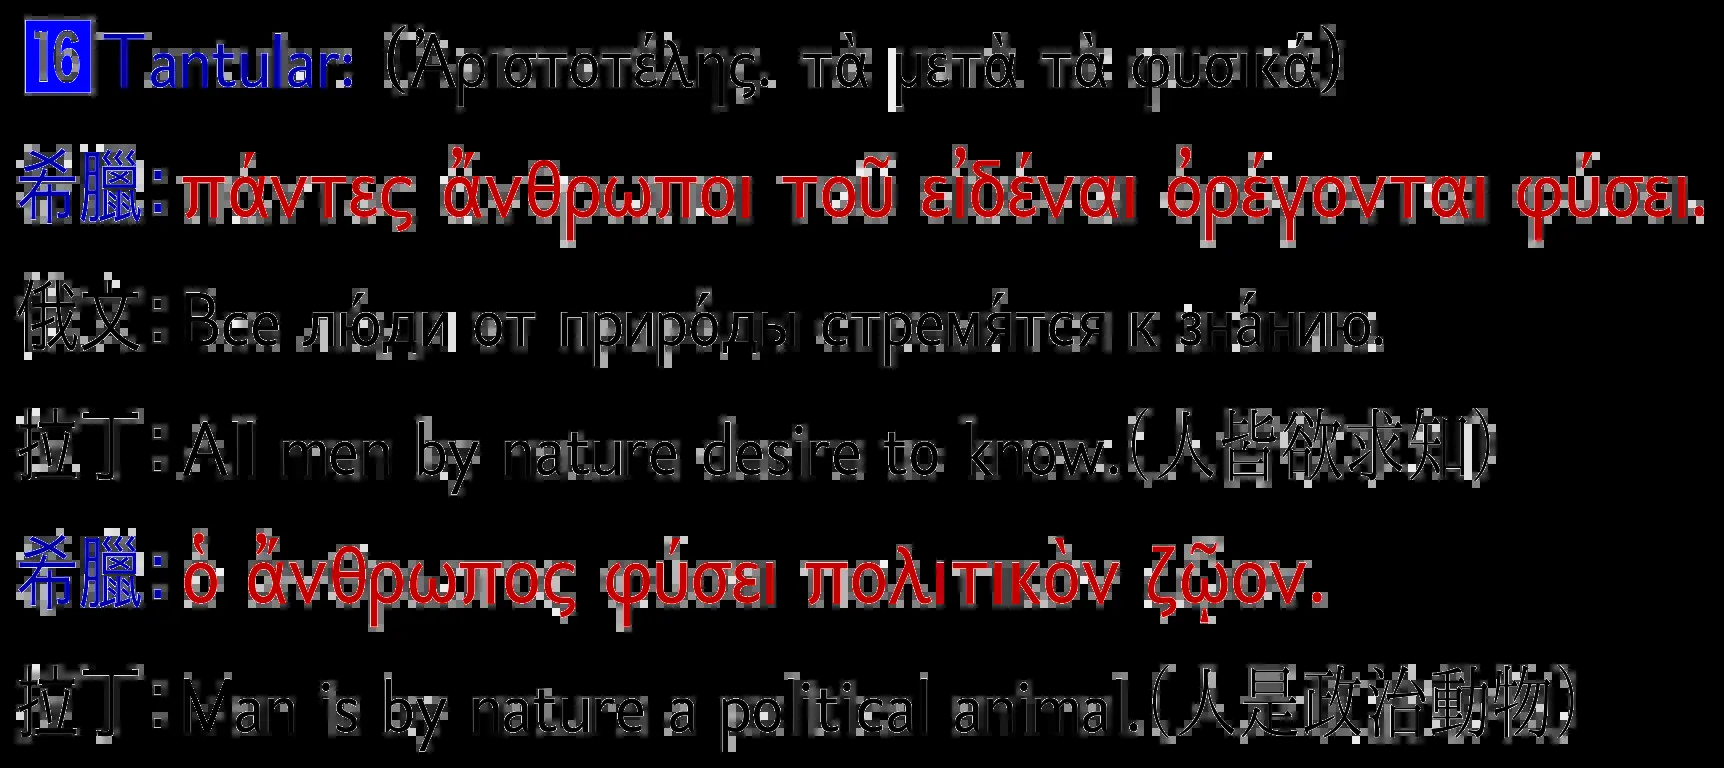 16 Tantular: (Ἀριστοτέλης. τὰ μετὰ τὰ φυσικά)
希臘: πάντες ἄνθρωποι τοῦ εἰδέναι ὀρέγονται φύσει.
俄文: Все лю́ди от приро́ды стремя́тся к зна́нию.
拉丁: All men by nature desire to know.(人皆欲求知)
希臘: ὁ ἄνθρωπος φύσει πολιτικὸν ζῷον.
拉丁: Man is by nature a political animal.(人是政治動物)